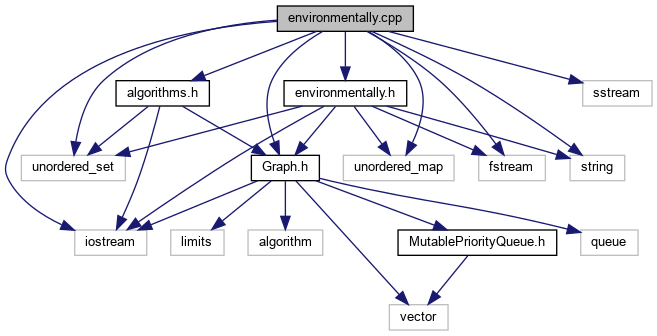 environmentally.cpp
algorithms.h
environmentally.h
sstream
unordered_set
Graph.h
unordered_map
fstream
string
iostream
limits
algorithm
MutablePriorityQueue.h
queue
vector